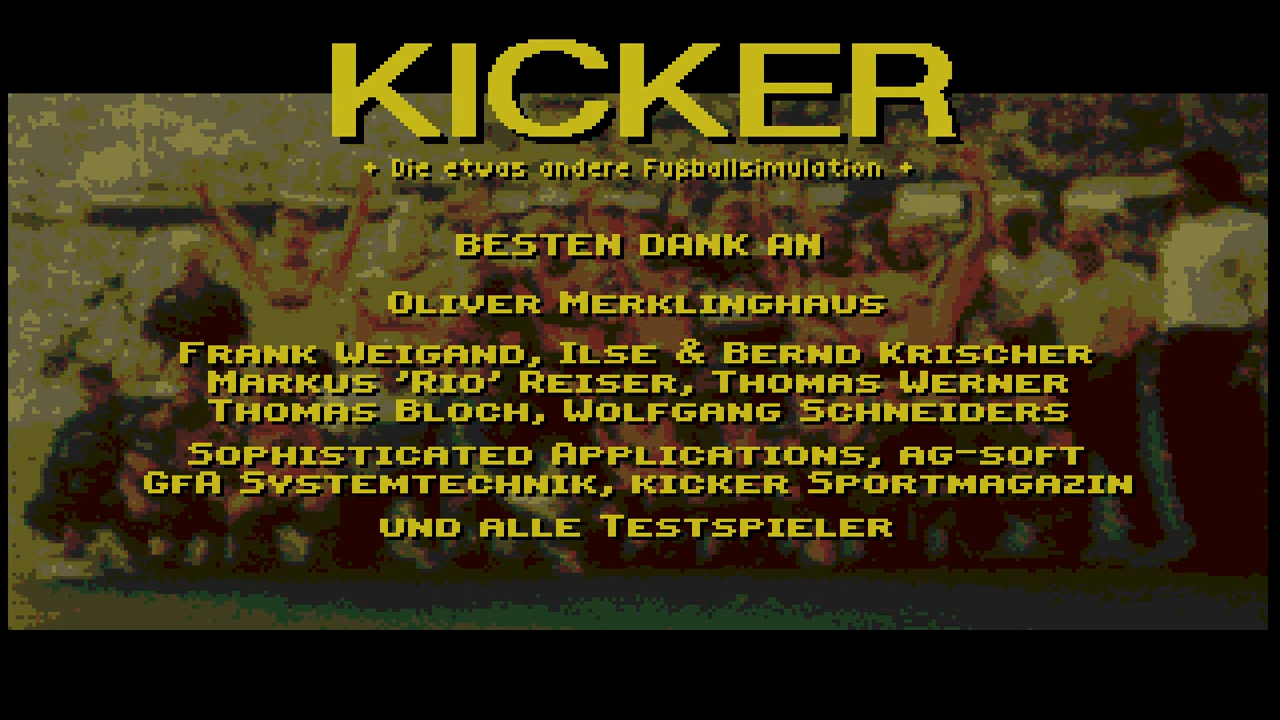 KICKER
+ Die etwas andere Fußballsimulation +
BESTEN DANK AN
OLIVER MERKLINGHAUS
FRANK WEIGAND, ILSE & BERND KRISCHER
MARKUS 'RIO' REISER, THOMAS WERNER
THOMAS BLOCH, WOLFGANG SCHNEIDERS
SOPHISTICATED APPLICATIONS, AG-SOFT
GFA SYSTEMTECHNIK, KICKER SPORTMAGAZIN
UND ALLE TESTSPIELER